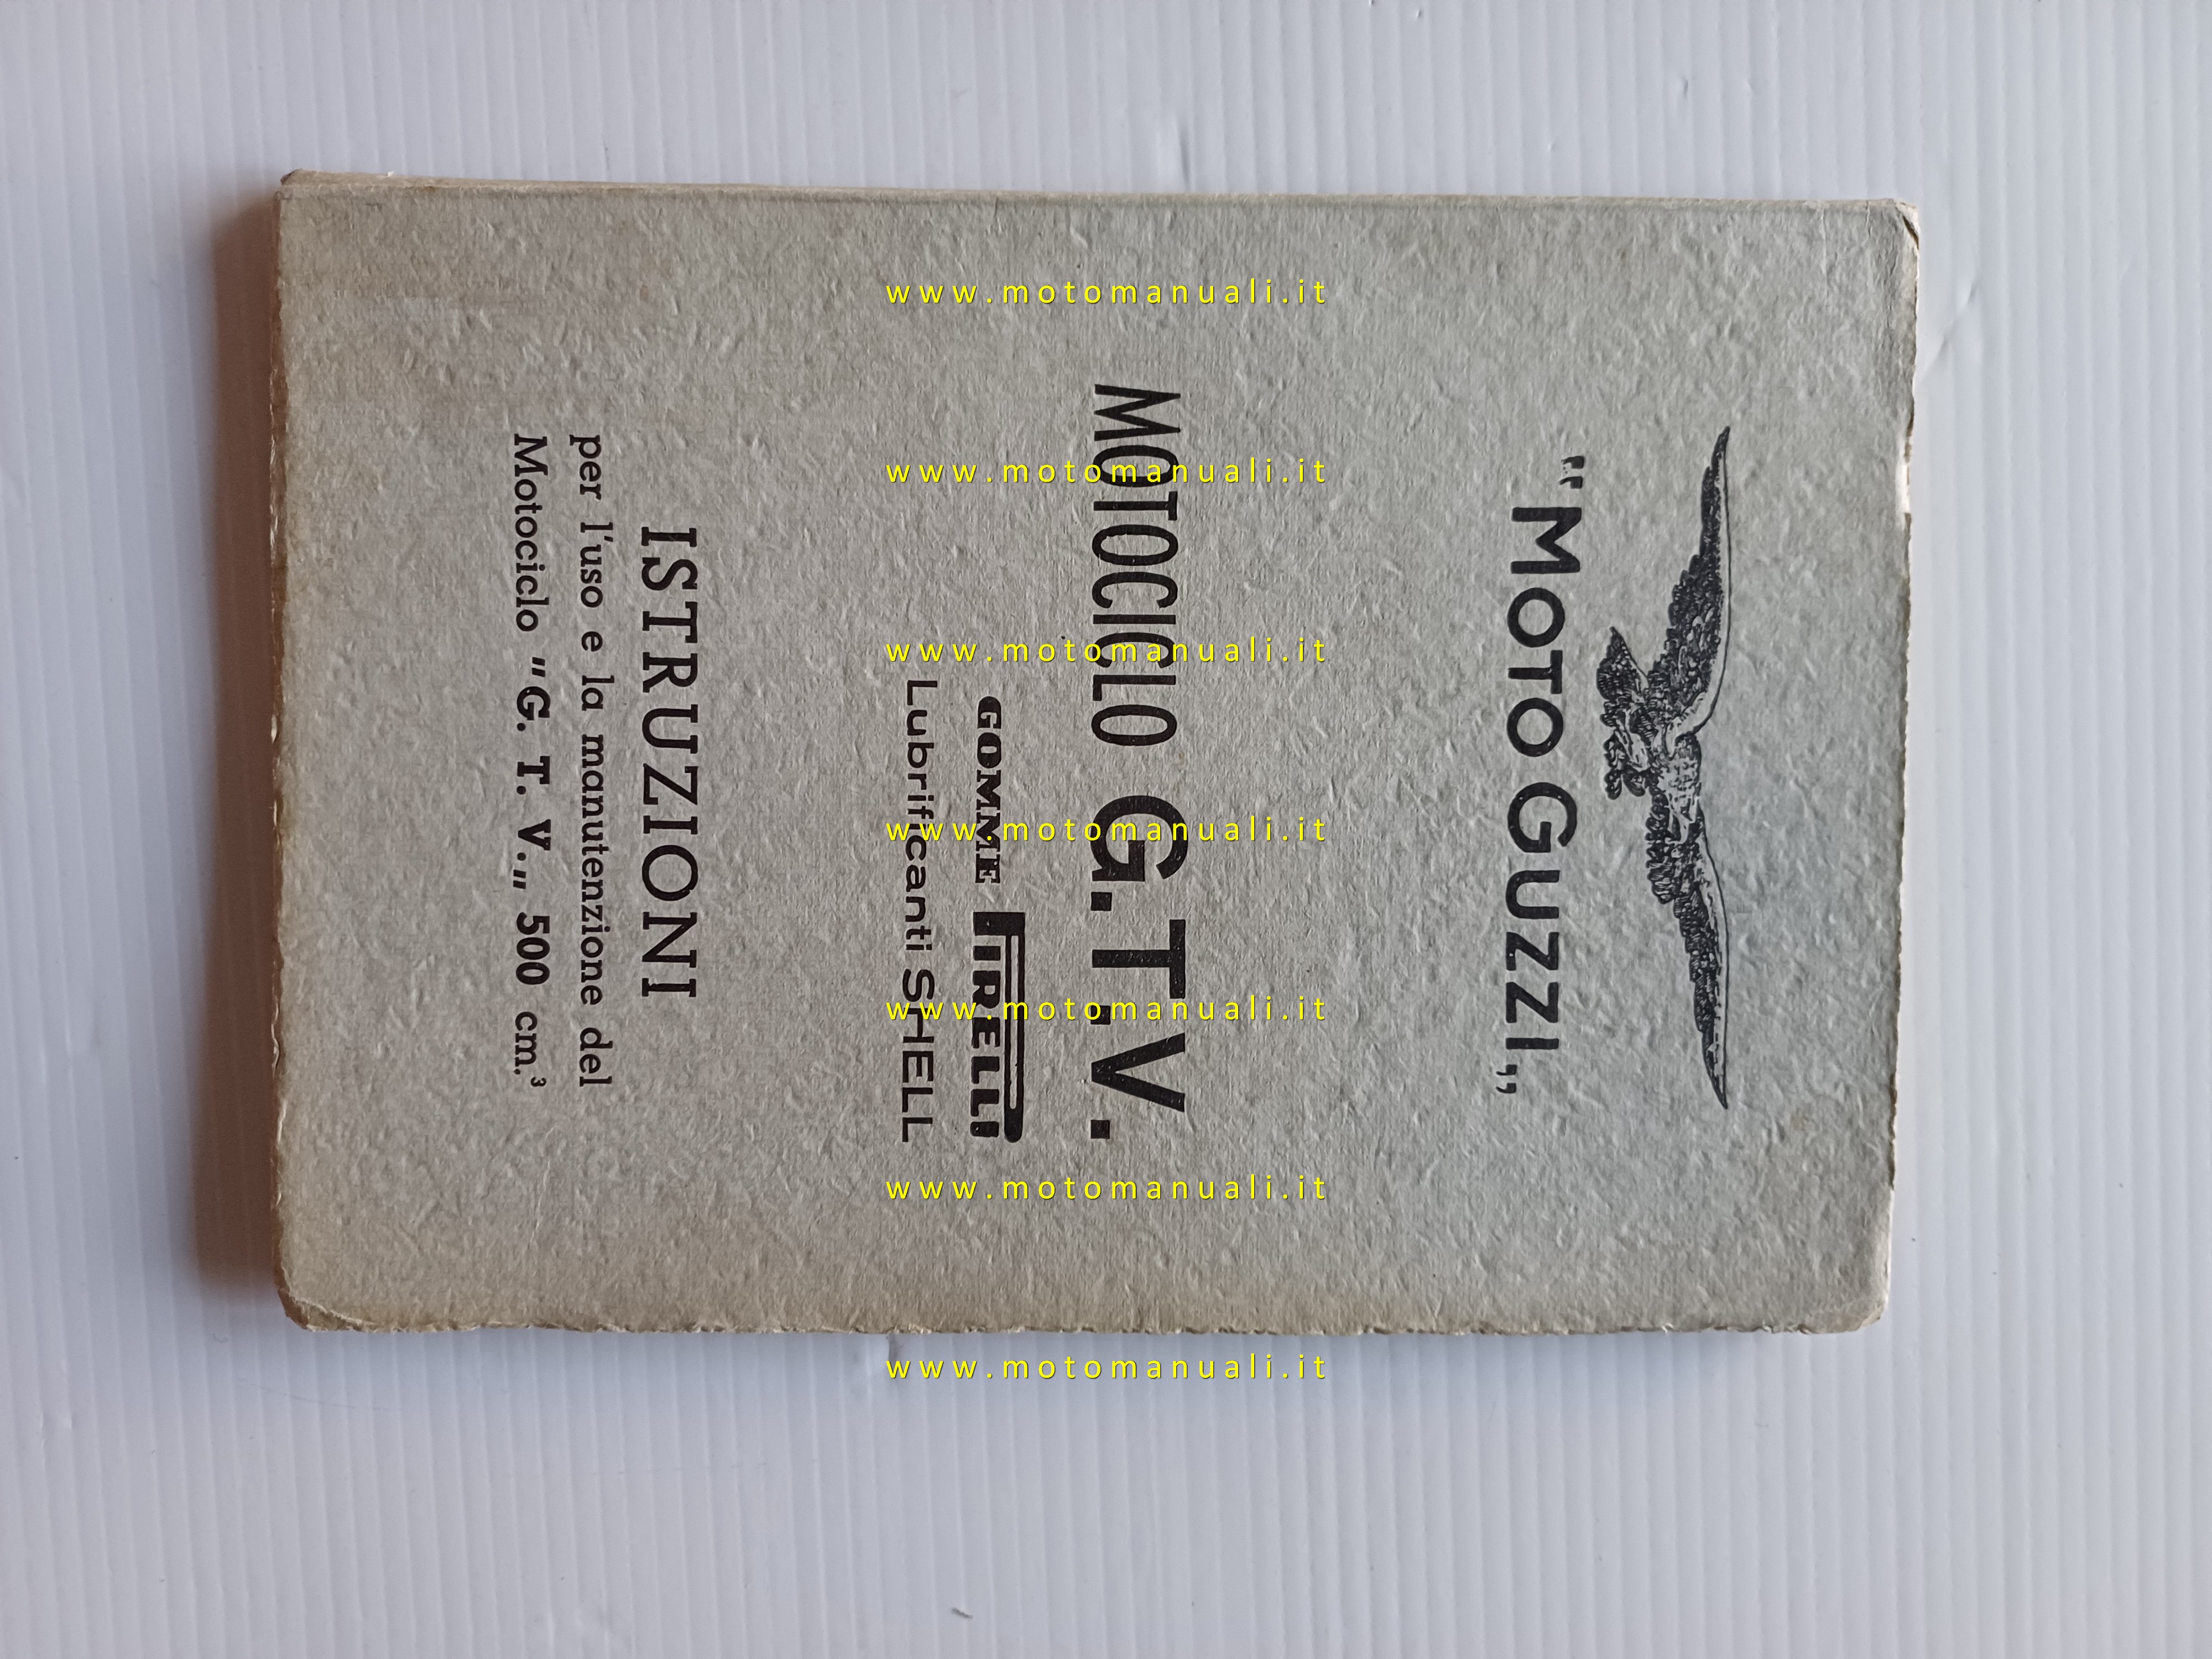 “MOTO GUZZI„
MOTOCICLO G.T.V.
GOMME PIRELLI
Lubrificanti SHELL
ISTRUZIONI
per l'uso e la manutenzione del
Motociclo "G. T. V.„ 500 cm.³
www.motomanuali.it
www.motomanuali.it
www.motomanuali.it
www.motomanuali.it
www.motomanuali.it
www.motomanuali.it
www.motomanuali.it